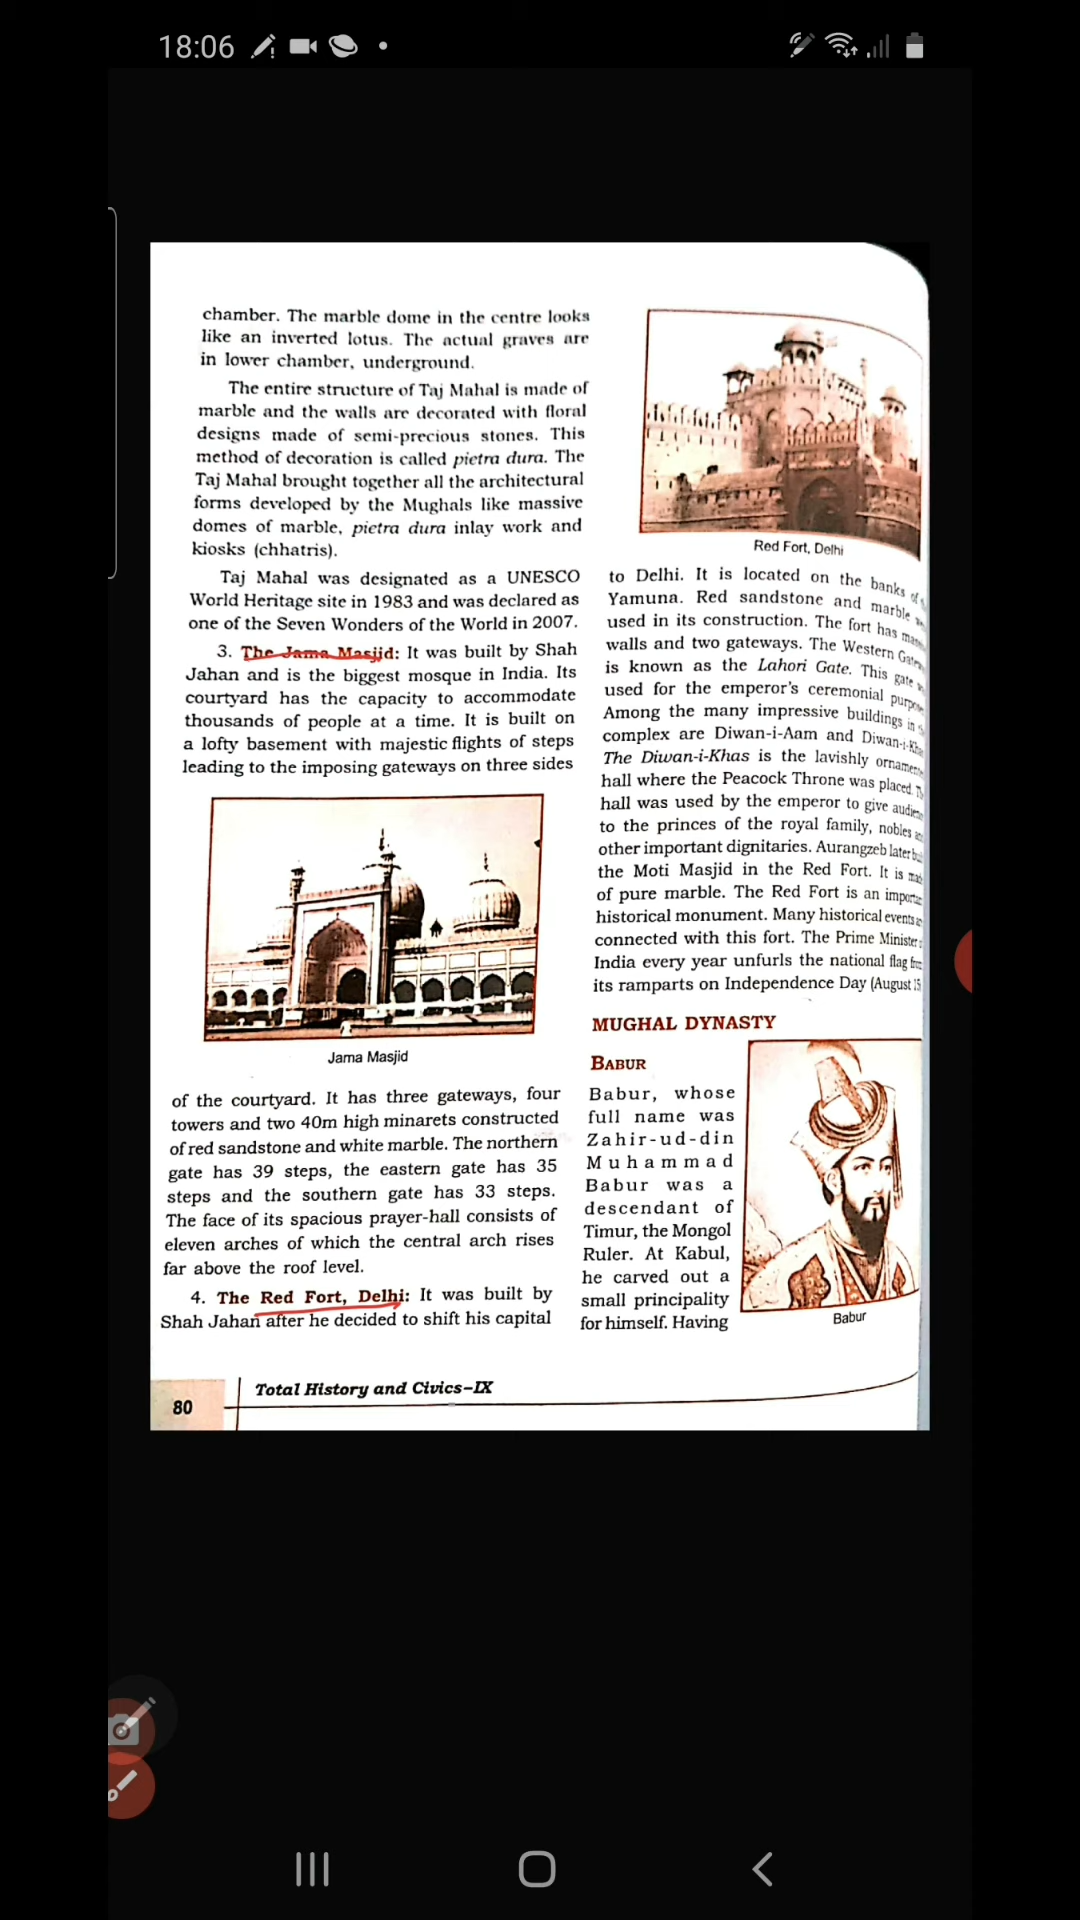 18:06
chamber. The marble dome in the centre looks
like an inverted lotus. The actual graves are
in lower chamber, underground.
The entire structure of Taj Mahal is made of
marble and the walls are decorated with floral
designs made of semi-precious stones. This
method of decoration is called pietra dura. The
Taj Mahal brought together all the architectural
forms developed by the Mughals like massive
domes of marble, pietra dura inlay work and
kiosks (chhatris).
Taj Mahal was designated as a UNESCO
World Heritage site in 1983 and was declared as
one of the Seven Wonders of the World in 2007.
3. The Jama Masjid: It was built by Shah
Jahan and is the biggest mosque in India. Its
courtyard has the capacity to accommodate
thousands of people at a time. It is built on
a lofty basement with majestic flights of steps
leading to the imposing gateways on three sides
Jama Masjid
of the courtyard. It has three gateways, four
towers and two 40m high minarets constructed
of red sandstone and white marble. The northern
gate has 39 steps, the eastern gate has 35
steps and the southern gate has 33 steps.
The face of its spacious prayer-hall consists of
eleven arches of which the central arch rises
far above the roof level.
4. The Red Fort, Delhi: It was built by
Shah Jahan after he decided to shift his capital
Red Fort, Delhi
to Delhi. It is located on the banks of
Yamuna. Red sandstone and marble
used in its construction. The fort has
walls and two gateways. The Western
is known as the Lahori Gate. This gate
used for the emperor's ceremonial
Among the many impressive buildings in
complex are Diwan-i-Aam and
The Diwan-i-Khas is the lavishly
hall where the Peacock Throne was placed.
hall was used by the emperor to give
to the princes of the royal family, nobles
other important dignitaries. Aurangzeb later
the Moti Masjid in the Red Fort. It is
of pure marble. The Red Fort is an
historical monument. Many historical events
connected with this fort. The Prime Minister
India every year unfurls the national flag
its ramparts on Independence Day (August 15
MUGHAL DYNASTY
BABUR
Babur, whose
full name was
Zahir-ud-din
Muhammad
Babur was a
descendant of
Timur, the Mongol
Ruler. At Kabul,
he carved out a
small principality
for himself. Having
Babur
80
Total History and Civics-IX